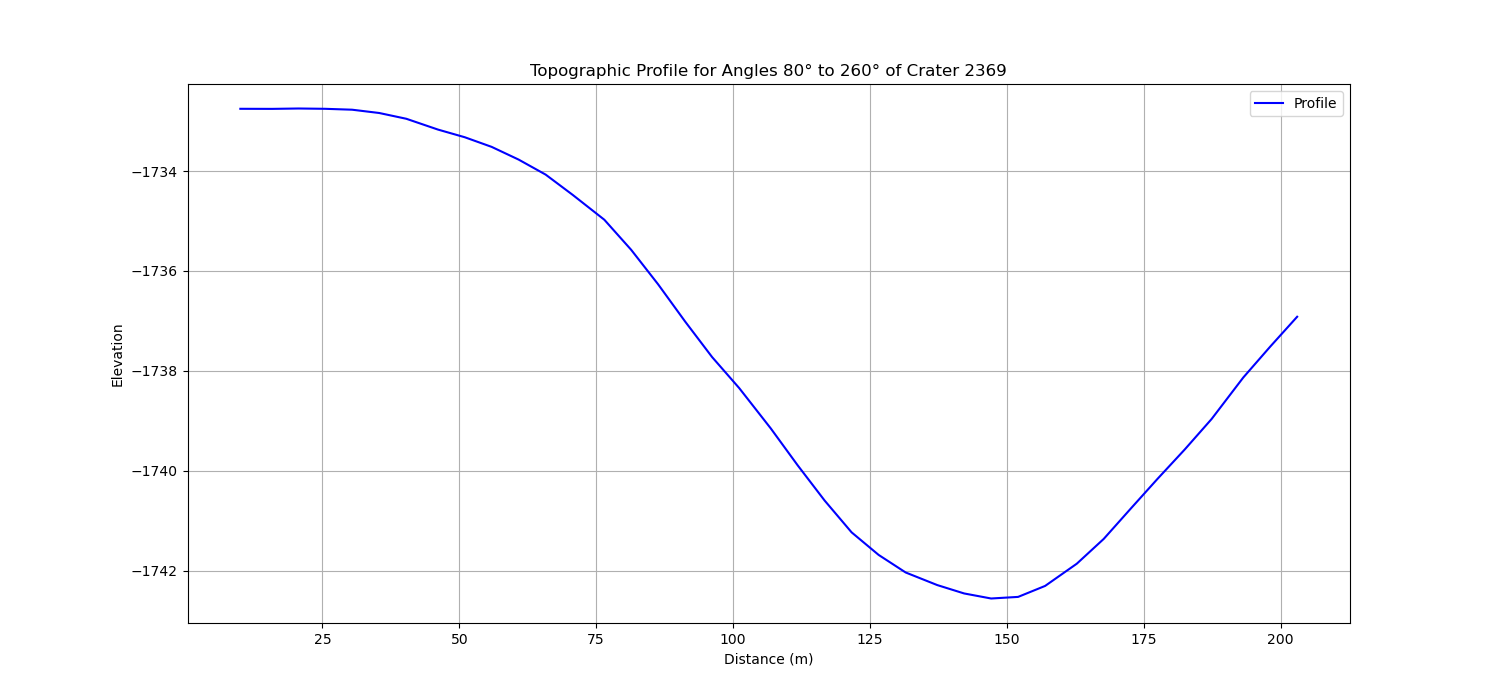 Topographic Profile for Angles 80° to 260° of Crater 2369
Profile
−1734
−1736
−1738
−1740
−1742
Elevation
25 50 75 100 125 150 175 200
Distance (m)